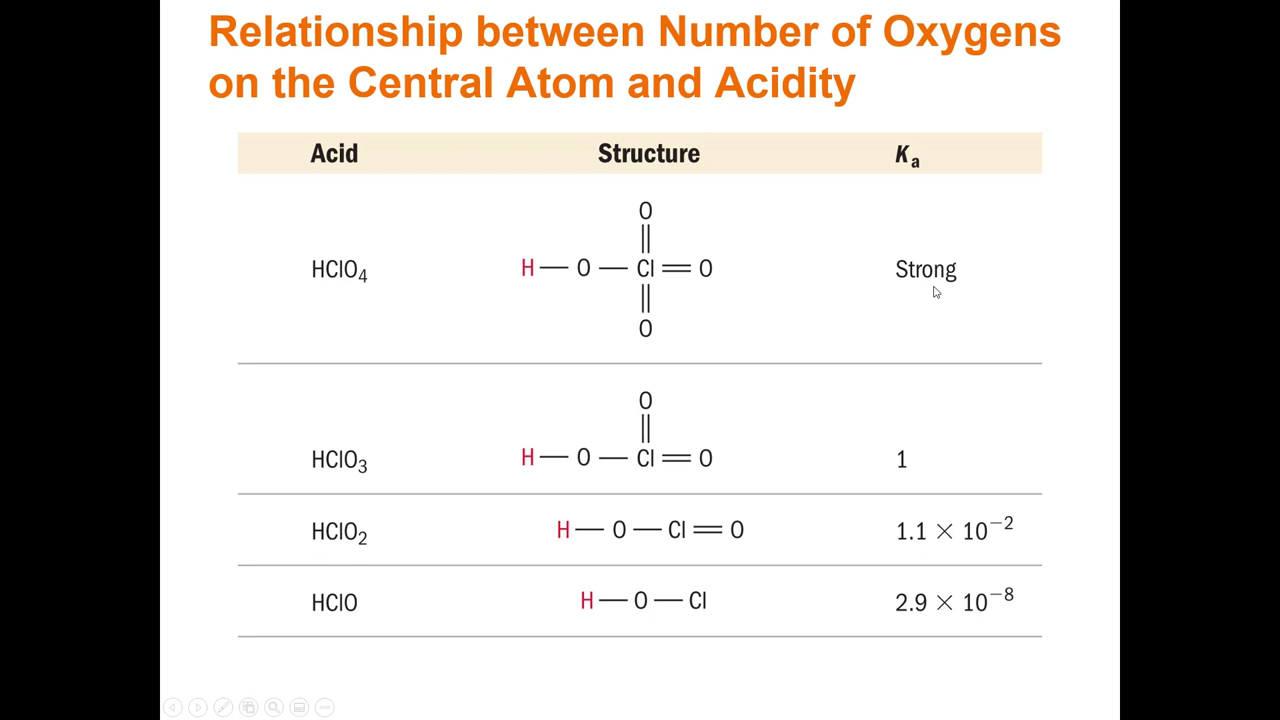 Relationship between Number of Oxygens
on the Central Atom and Acidity
Acid Structure Kₐ
O
HClO₄ H — O — Cl = O Strong
O
O
HClO₃ H — O — Cl = O 1
HClO₂ H — O — Cl = O 1.1 × 10⁻²
HClO H — O — Cl 2.9 × 10⁻⁸